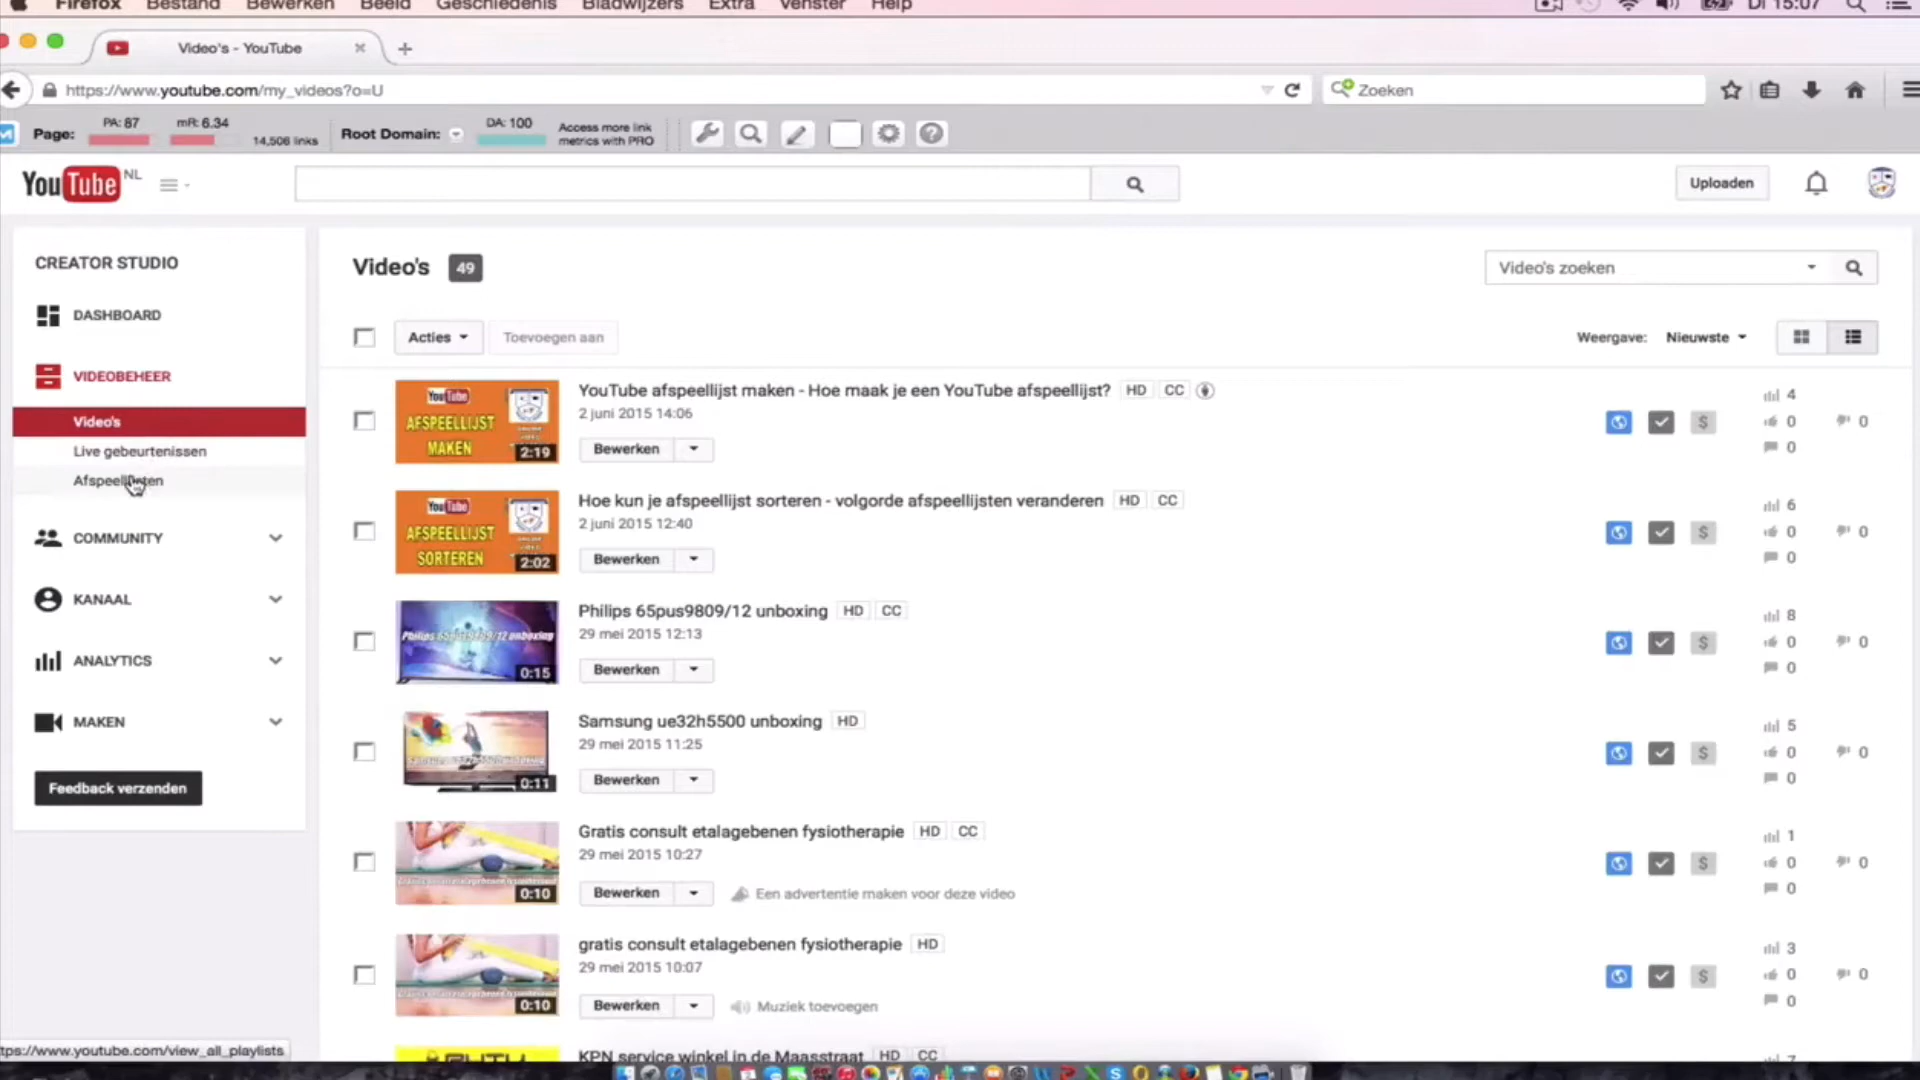 Firefox Bestand Bewerken Beeld Geschiedenis Bladwijzers Extra Venster Help Di 15:07
Video's - YouTube
https://www.youtube.com/my_videos?o=U
Zoeken
Page: PA: 87 mR: 6.34 14,506 links Root Domain: DA: 100 Access more link
metrics with PRO
YouTube NL
Uploaden
CREATOR STUDIO
DASHBOARD
VIDEOBEHEER
Video's
Live gebeurtenissen
Afspeellijsten
COMMUNITY
KANAAL
ANALYTICS
MAKEN
Feedback verzenden
Video's 49
Video's zoeken
Acties Toevoegen aan
Weergave: Nieuwste
YouTube
AFSPEELLIJST
MAKEN
2:19
YouTube afspeellijst maken - Hoe maak je een YouTube afspeellijst? HD CC
2 juni 2015 14:06
Bewerken
4
0 0
0
YouTube
AFSPEELLIJST
SORTEREN
2:02
Hoe kun je afspeellijst sorteren - volgorde afspeellijsten veranderen HD CC
2 juni 2015 12:40
Bewerken
6
0 0
0
Philips 65pus9809/12 unboxing
0:15
Philips 65pus9809/12 unboxing HD CC
29 mei 2015 12:13
Bewerken
8
0 0
0
0:11
Samsung ue32h5500 unboxing HD
29 mei 2015 11:25
Bewerken
5
0 0
0
0:10
Gratis consult etalagebenen fysiotherapie HD CC
29 mei 2015 10:27
Bewerken Een advertentie maken voor deze video
1
0 0
0
0:10
gratis consult etalagebenen fysiotherapie HD
29 mei 2015 10:07
Bewerken Muziek toevoegen
3
0 0
0
KPN service winkel in de Maasstraat HD CC
7
tps://www.youtube.com/view_all_playlists